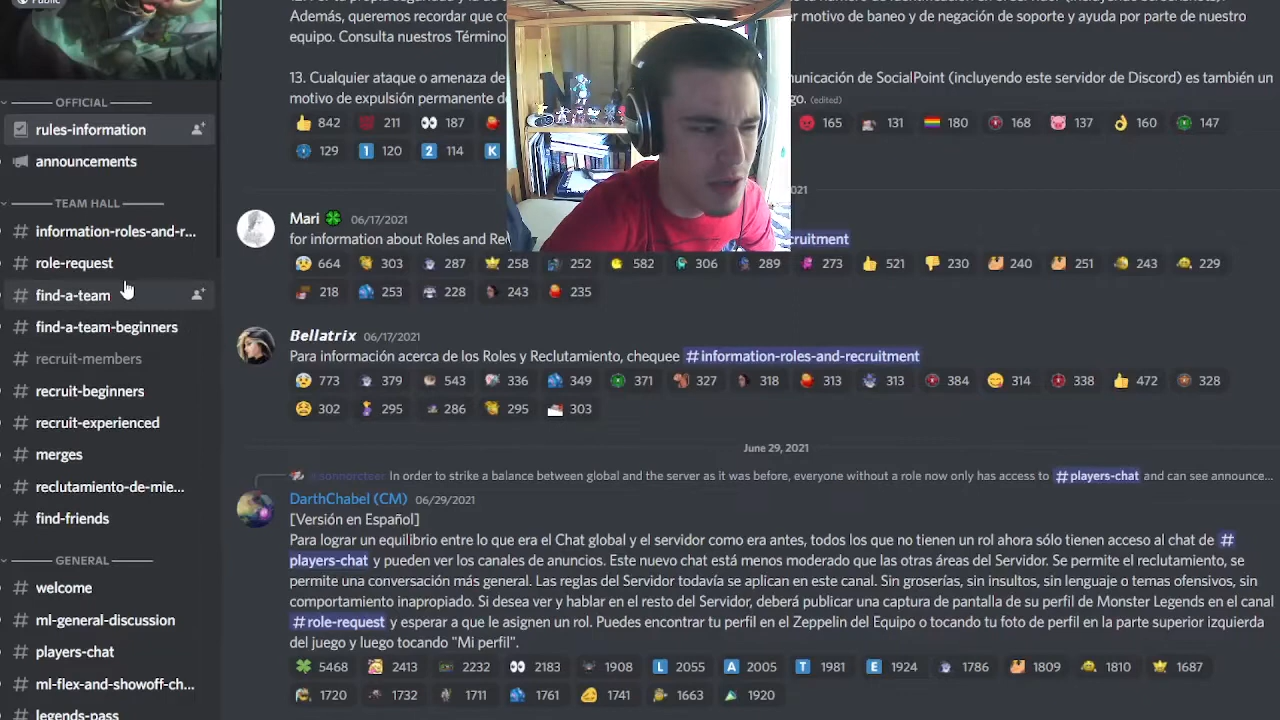 Public
Además, queremos recordar que
er motivo de baneo y de negación de soporte y ayuda por parte de nuestro
equipo. Consulta nuestros Término
13. Cualquier ataque o amenaza de
municación de SocialPoint (incluyendo este servidor de Discord) es también un
motivo de expulsión permanente
go. (edited)
842 211 187 165 131 180 168 137 160 147
129 1 120 2 114 K
OFFICIAL
rules-information
announcements
TEAM HALL
# information-roles-and-r...
# role-request
# find-a-team
# find-a-team-beginners
# recruit-members
# recruit-beginners
# recruit-experienced
# merges
# reclutamiento-de-mie...
# find-friends
GENERAL
# welcome
# ml-general-discussion
# players-chat
# ml-flex-and-showoff-ch...
# legends-pass
2021
Mari 06/17/2021
for information about Roles and Re
cruitment
664 303 287 258 252 582 306 289 273 521 230 240 251 243 229
218 253 228 243 235
Bellatrix 06/17/2021
Para información acerca de los Roles y Reclutamiento, chequee #information-roles-and-recruitment
773 379 543 336 349 371 327 318 313 313 384 314 338 472 328
302 295 286 295 303
June 29, 2021
In order to strike a balance between global and the server as it was before, everyone without a role now only has access to #players-chat and can see announce...
DarthChabel (CM) 06/29/2021
[Versión en Español]
Para lograr un equilibrio entre lo que era el Chat global y el servidor como era antes, todos los que no tienen un rol ahora sólo tienen acceso al chat de #
players-chat y pueden ver los canales de anuncios. Este nuevo chat está menos moderado que las otras áreas del Servidor. Se permite el reclutamiento, se
permite una conversación más general. Las reglas del Servidor todavía se aplican en este canal. Sin groserías, sin insultos, sin lenguaje o temas ofensivos, sin
comportamiento inapropiado. Si desea ver y hablar en el resto del Servidor, deberá publicar una captura de pantalla de su perfil de Monster Legends en el canal
#role-request y esperar a que le asignen un rol. Puedes encontrar tu perfil en el Zeppelin del Equipo o tocando tu foto de perfil en la parte superior izquierda
del juego y luego tocando "Mi perfil".
5468 2413 2232 2183 1908 L 2055 A 2005 T 1981 E 1924 1786 1809 1810 1687
1720 1732 1711 1761 1741 1663 1920